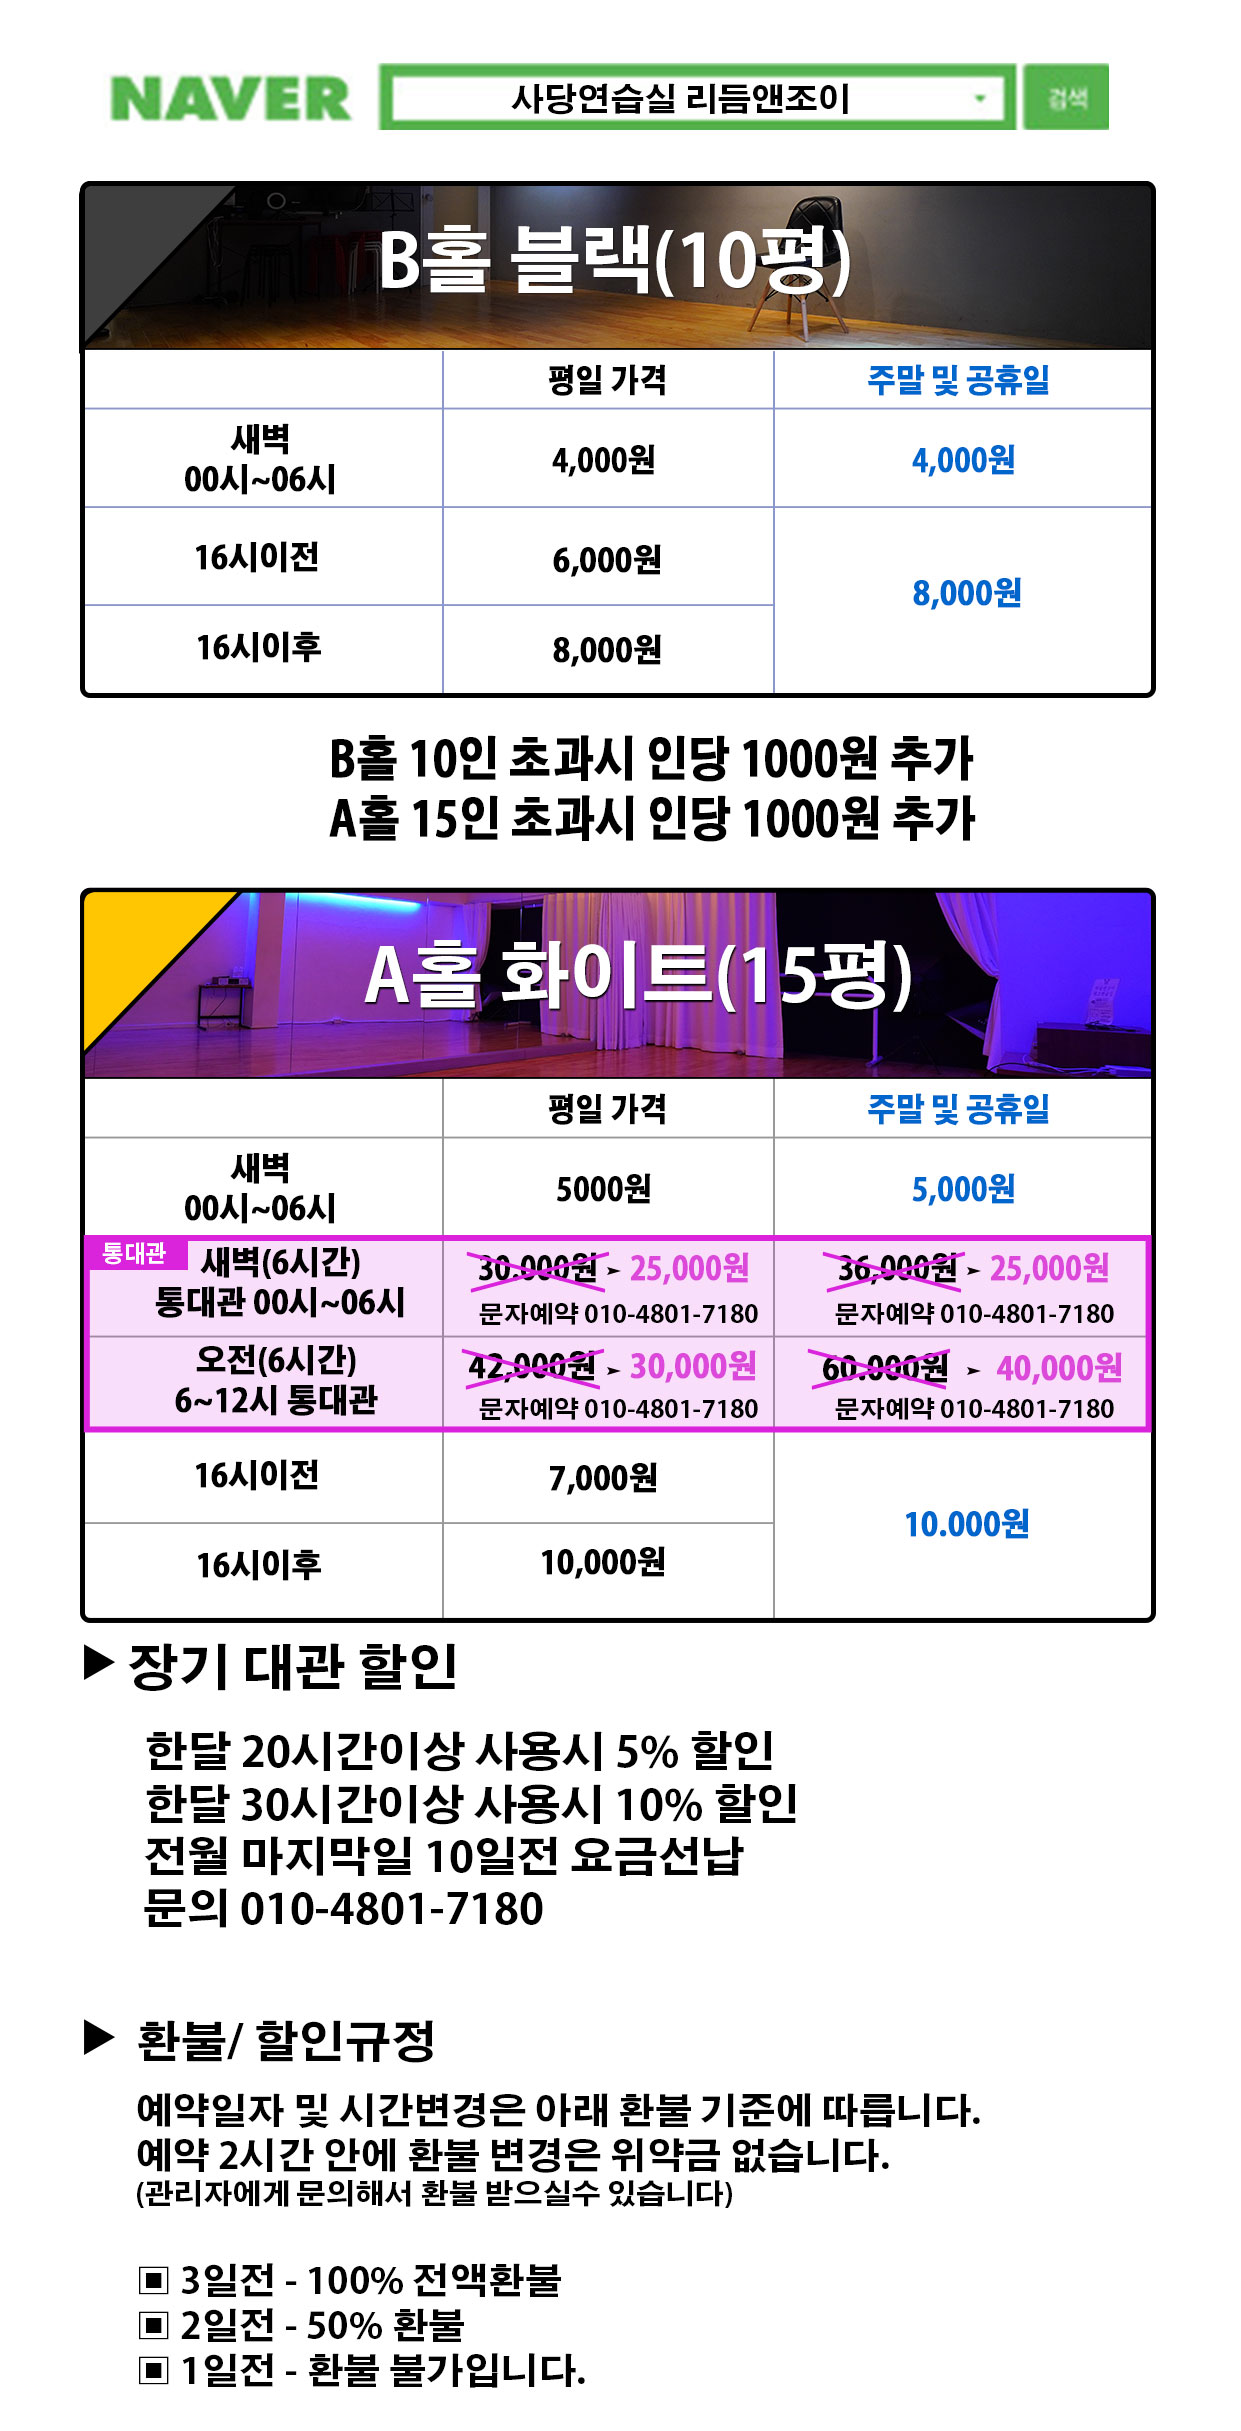 NAVER 사당연습실 리듬앤조이 검색
B홀 블랙(10평)
평일 가격 주말 및 공휴일
새벽
00시~06시 4,000원 4,000원
16시이전 6,000원
8,000원
16시이후 8,000원
B홀 10인 초과시 인당 1000원 추가
A홀 15인 초과시 인당 1000원 추가
A홀 화이트(15평)
평일 가격 주말 및 공휴일
새벽
00시~06시 5000원 5,000원
통대관 새벽(6시간) 30.000원 ➤ 25,000원 36,000원 ➤ 25,000원
통대관 00시~06시 문자예약 010-4801-7180 문자예약 010-4801-7180
오전(6시간) 42,000원 ➤ 30,000원 60.000원 ➤ 40,000원
6~12시 통대관 문자예약 010-4801-7180 문자예약 010-4801-7180
16시이전 7,000원
10.000원
16시이후 10,000원
▶ 장기 대관 할인
한달 20시간이상 사용시 5% 할인
한달 30시간이상 사용시 10% 할인
전월 마지막일 10일전 요금선납
문의 010-4801-7180
▶ 환불/ 할인규정
예약일자 및 시간변경은 아래 환불 기준에 따릅니다.
예약 2시간 안에 환불 변경은 위약금 없습니다.
(관리자에게 문의해서 환불 받으실수 있습니다)
▣ 3일전 - 100% 전액환불
▣ 2일전 - 50% 환불
▣ 1일전 - 환불 불가입니다.